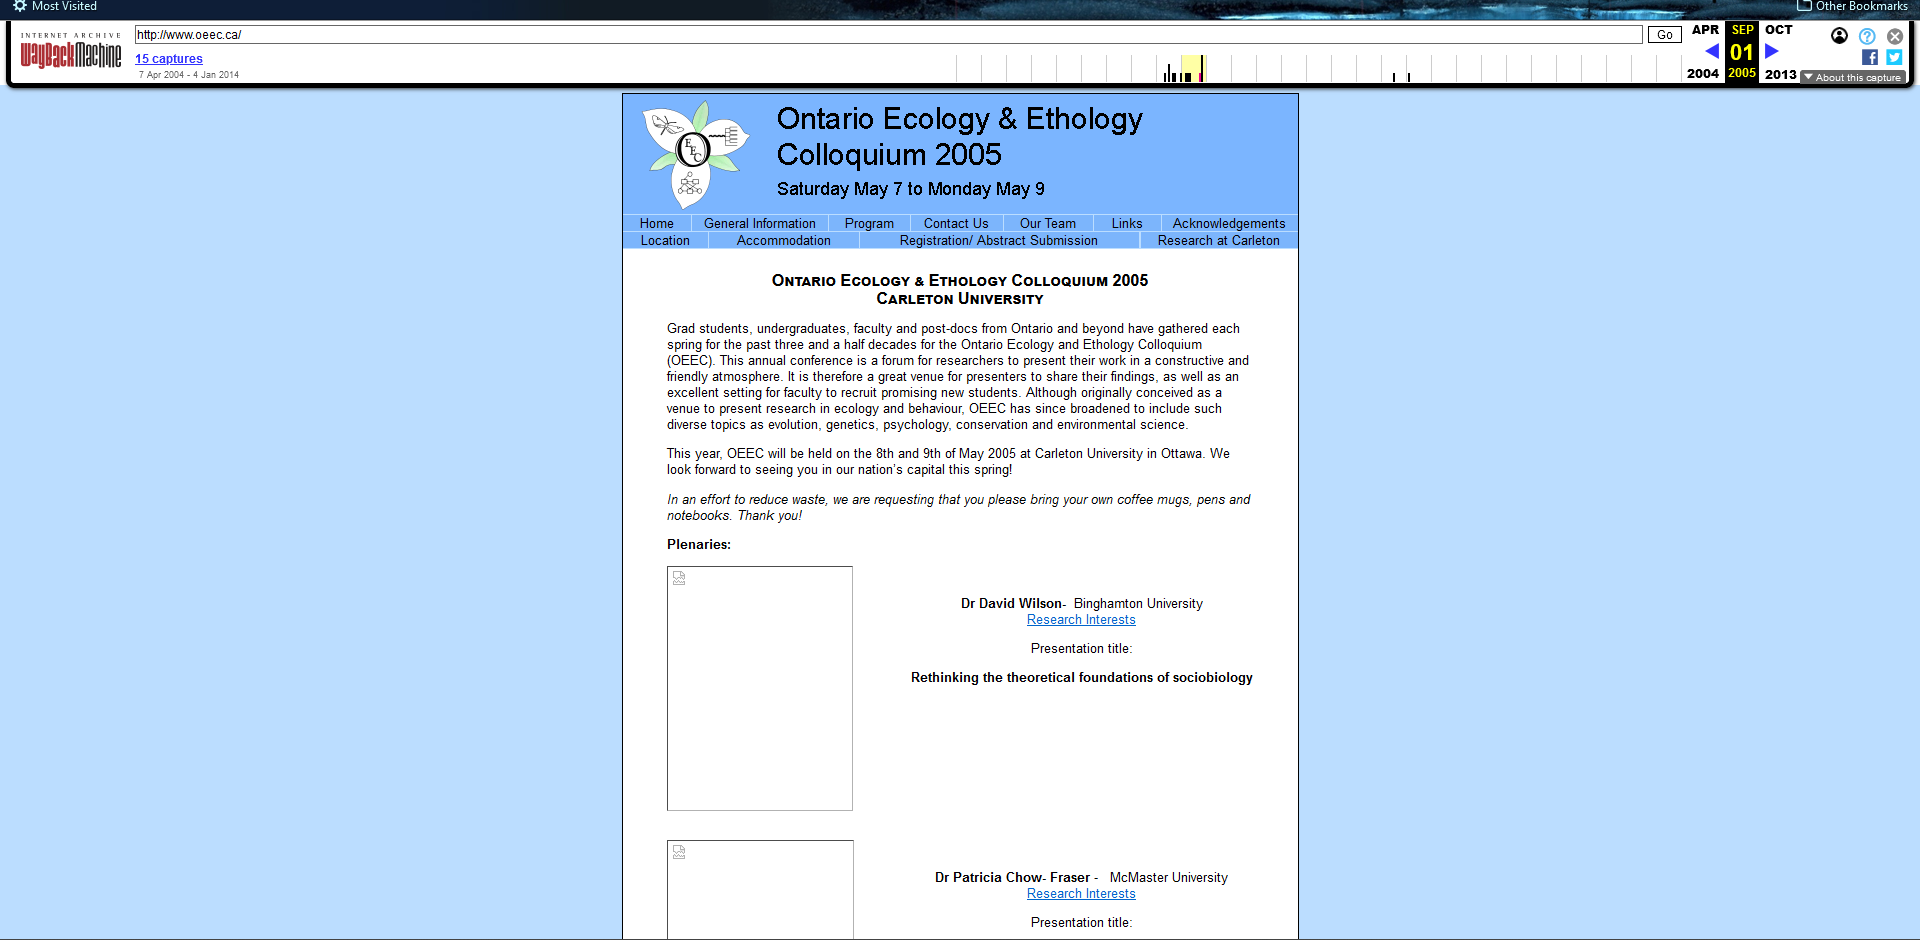 Most Visited
Other Bookmarks
INTERNET ARCHIVE
WayBackMachine
http://www.oeec.ca/
Go
15 captures
7 Apr 2004 - 4 Jan 2014
APR SEP OCT
01
2004 2005 2013
About this capture
EEC
Ontario Ecology & Ethology
Colloquium 2005
Saturday May 7 to Monday May 9
Home General Information Program Contact Us Our Team Links Acknowledgements
Location Accommodation Registration/ Abstract Submission Research at Carleton
Ontario Ecology & Ethology Colloquium 2005
Carleton University
Grad students, undergraduates, faculty and post-docs from Ontario and beyond have gathered each
spring for the past three and a half decades for the Ontario Ecology and Ethology Colloquium
(OEEC). This annual conference is a forum for researchers to present their work in a constructive and
friendly atmosphere. It is therefore a great venue for presenters to share their findings, as well as an
excellent setting for faculty to recruit promising new students. Although originally conceived as a
venue to present research in ecology and behaviour, OEEC has since broadened to include such
diverse topics as evolution, genetics, psychology, conservation and environmental science.
This year, OEEC will be held on the 8th and 9th of May 2005 at Carleton University in Ottawa. We
look forward to seeing you in our nation's capital this spring!
In an effort to reduce waste, we are requesting that you please bring your own coffee mugs, pens and
notebooks. Thank you!
Plenaries:
Dr David Wilson- Binghamton University
Research Interests
Presentation title:
Rethinking the theoretical foundations of sociobiology
Dr Patricia Chow- Fraser - McMaster University
Research Interests
Presentation title: